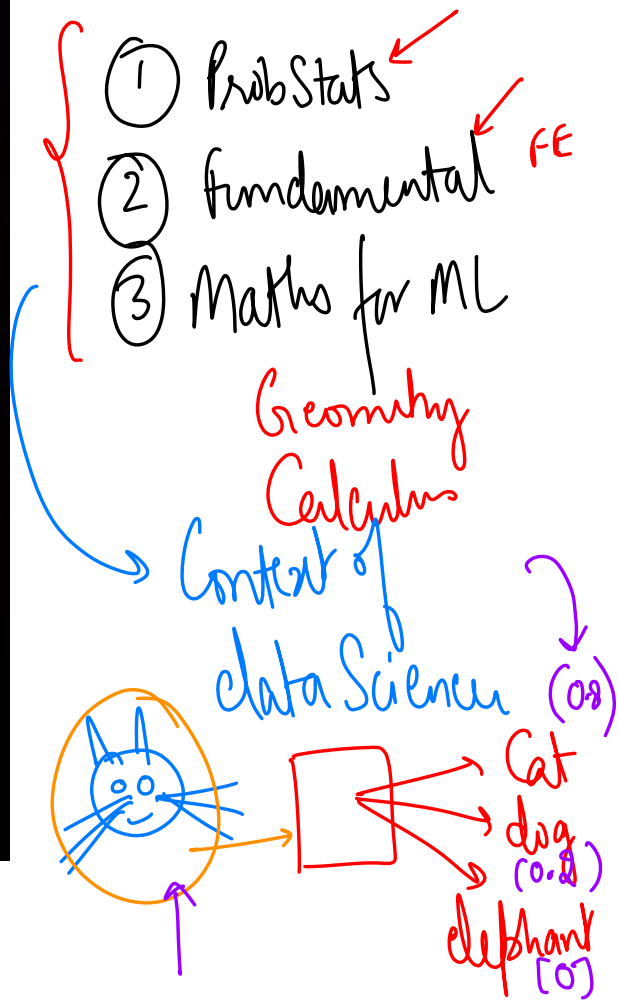 1 ProbStats
2 Fundamental FE
3 Maths for ML
Geometry
Calculus
Context of
data Science
(0.8)
Cat
dog
(0.2)
elephant
[0]